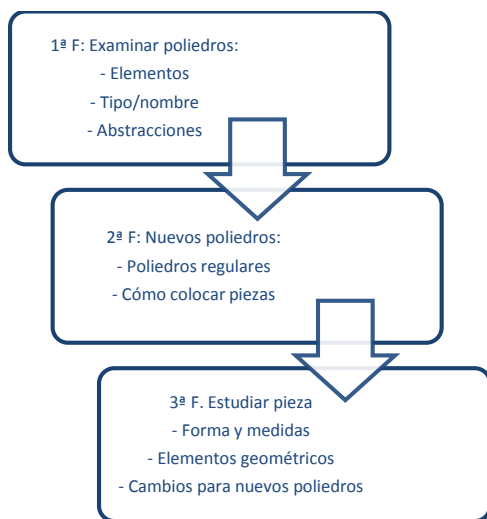 1ª F: Examinar poliedros:
- Elementos
- Tipo/nombre
- Abstracciones
2ª F: Nuevos poliedros:
- Poliedros regulares
- Cómo colocar piezas
3ª F. Estudiar pieza
- Forma y medidas
- Elementos geométricos
- Cambios para nuevos poliedros